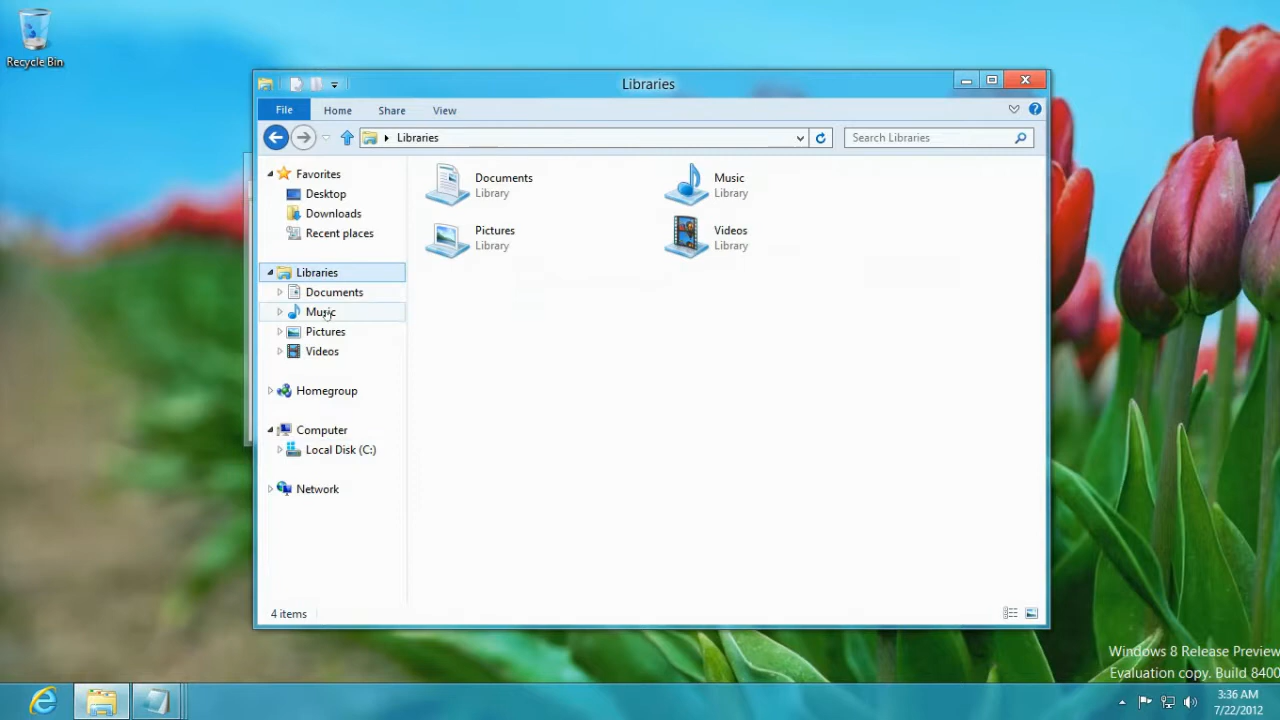 Recycle Bin
Libraries
File
Home
Share
View
Libraries
Search Libraries
Favorites
Desktop
Downloads
Recent places
Libraries
Documents
Music
Pictures
Videos
Homegroup
Computer
Local Disk (C:)
Network
Documents
Library
Music
Library
Pictures
Library
Videos
Library
4 items
Windows 8 Release Preview
Evaluation copy. Build 8400
3:36 AM
7/22/2012